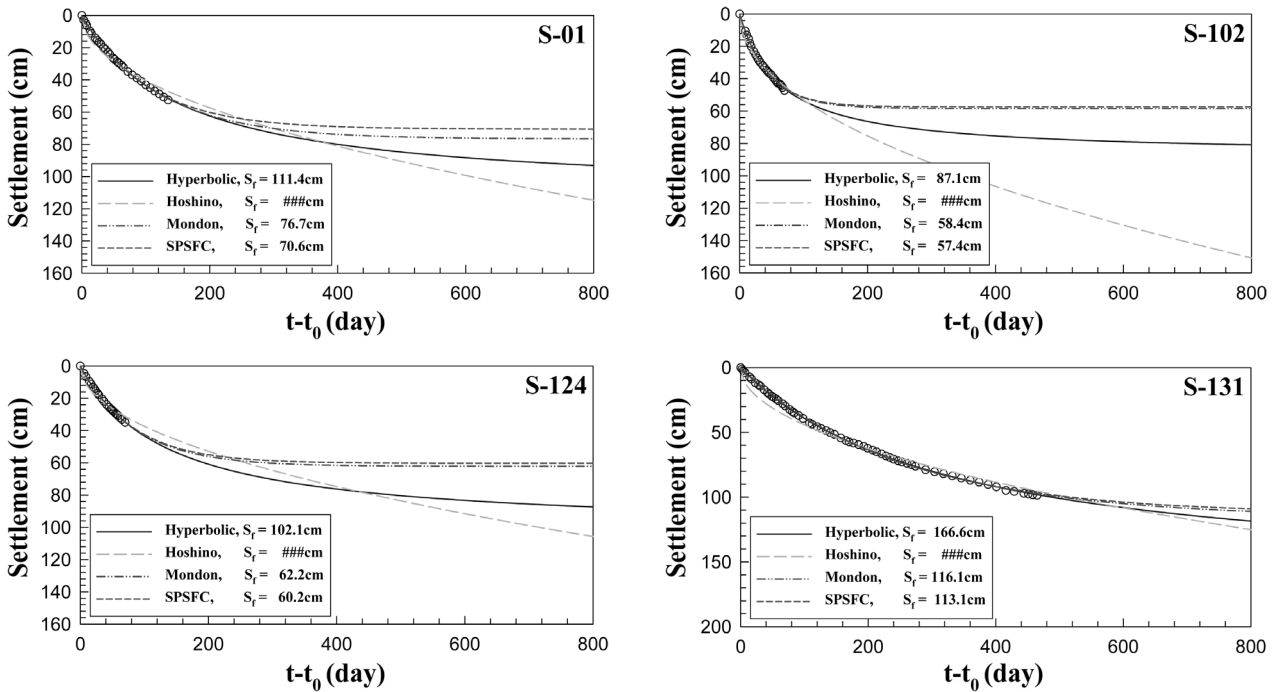 S-01
Settlement (cm)
0
20
40
60
80
100
120
140
160
Hyperbolic, Sf = 111.4cm
Hoshino, Sf = ###cm
Mondon, Sf = 76.7cm
SPSFC, Sf = 70.6cm
0 200 400 600 800
t-t0 (day)
S-102
Settlement (cm)
0
20
40
60
80
100
120
140
160
Hyperbolic, Sf = 87.1cm
Hoshino, Sf = ###cm
Mondon, Sf = 58.4cm
SPSFC, Sf = 57.4cm
0 200 400 600 800
t-t0 (day)
S-124
Settlement (cm)
0
20
40
60
80
100
120
140
160
Hyperbolic, Sf = 102.1cm
Hoshino, Sf = ###cm
Mondon, Sf = 62.2cm
SPSFC, Sf = 60.2cm
0 200 400 600 800
t-t0 (day)
S-131
Settlement (cm)
0
50
100
150
200
Hyperbolic, Sf = 166.6cm
Hoshino, Sf = ###cm
Mondon, Sf = 116.1cm
SPSFC, Sf = 113.1cm
0 200 400 600 800
t-t0 (day)